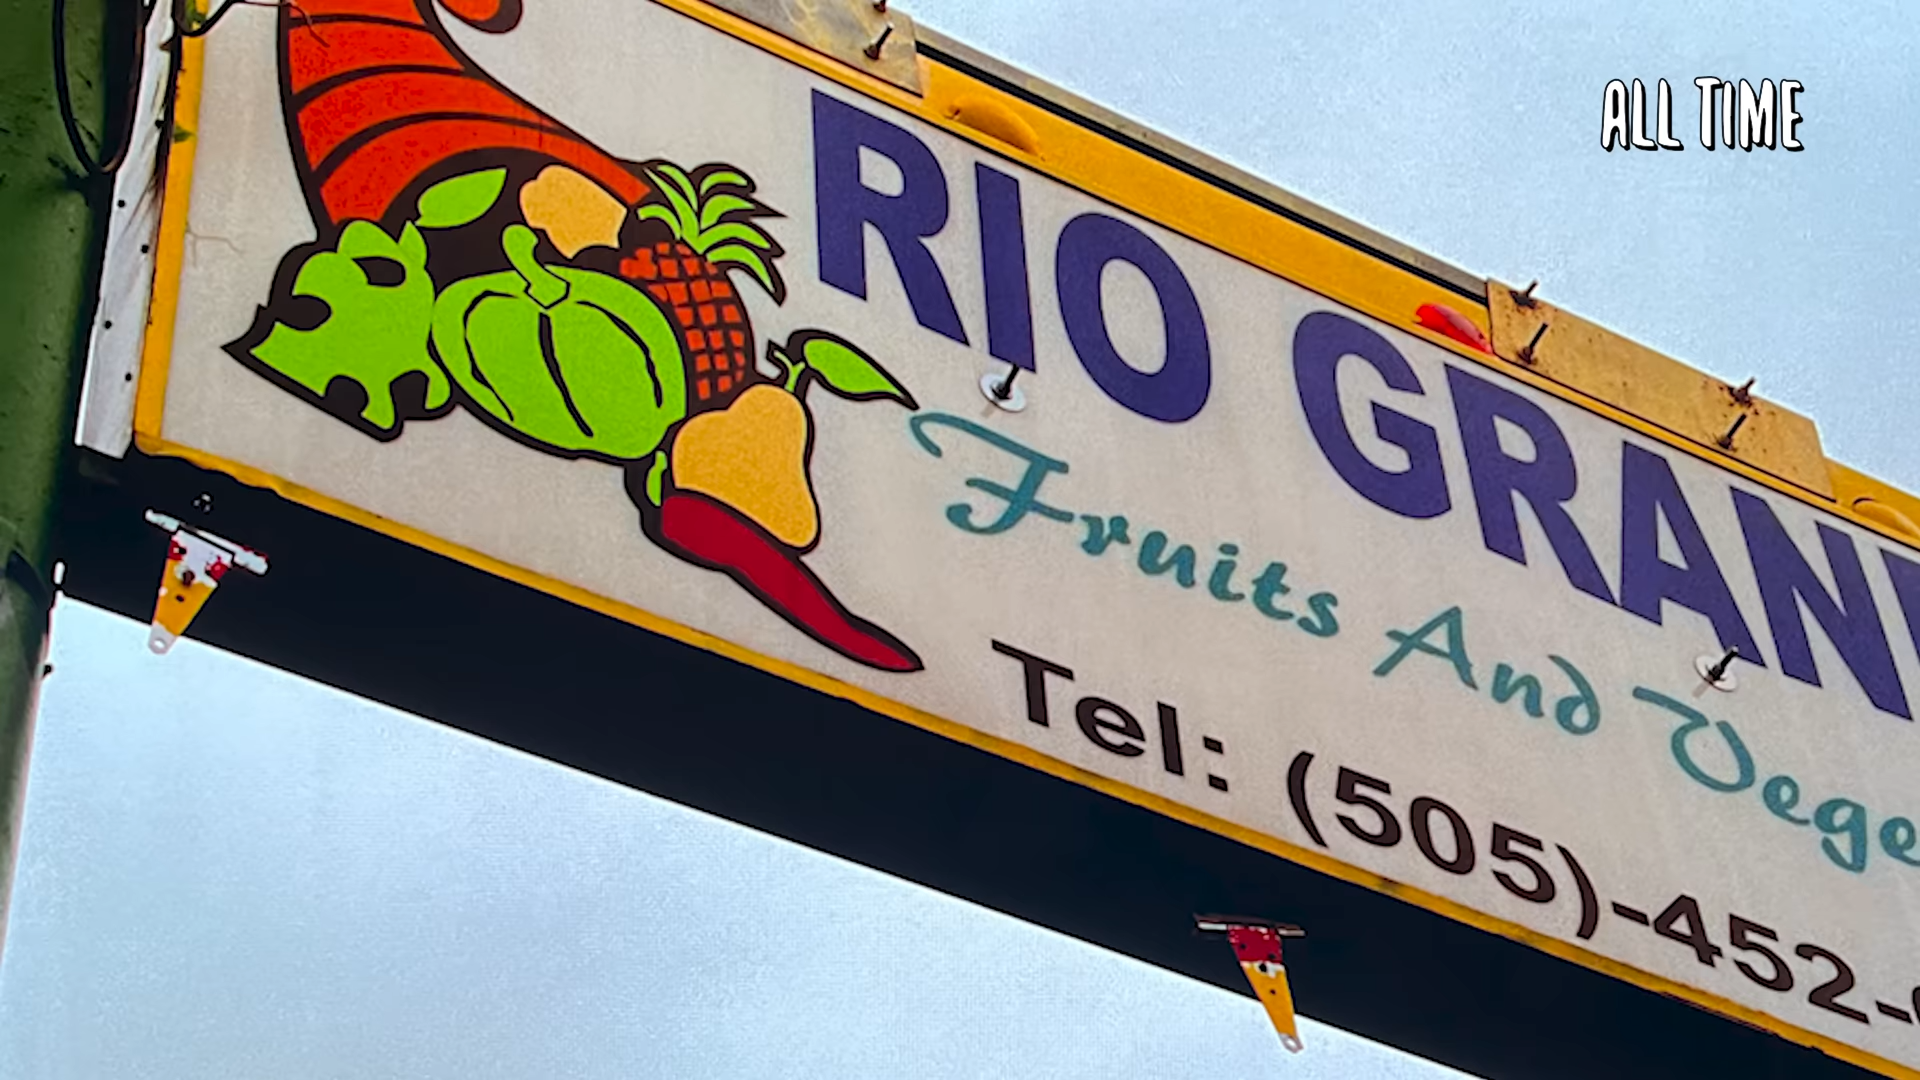 ALL TIME
RIO GRAN
Fruits And Vege
Tel: (505)-452-